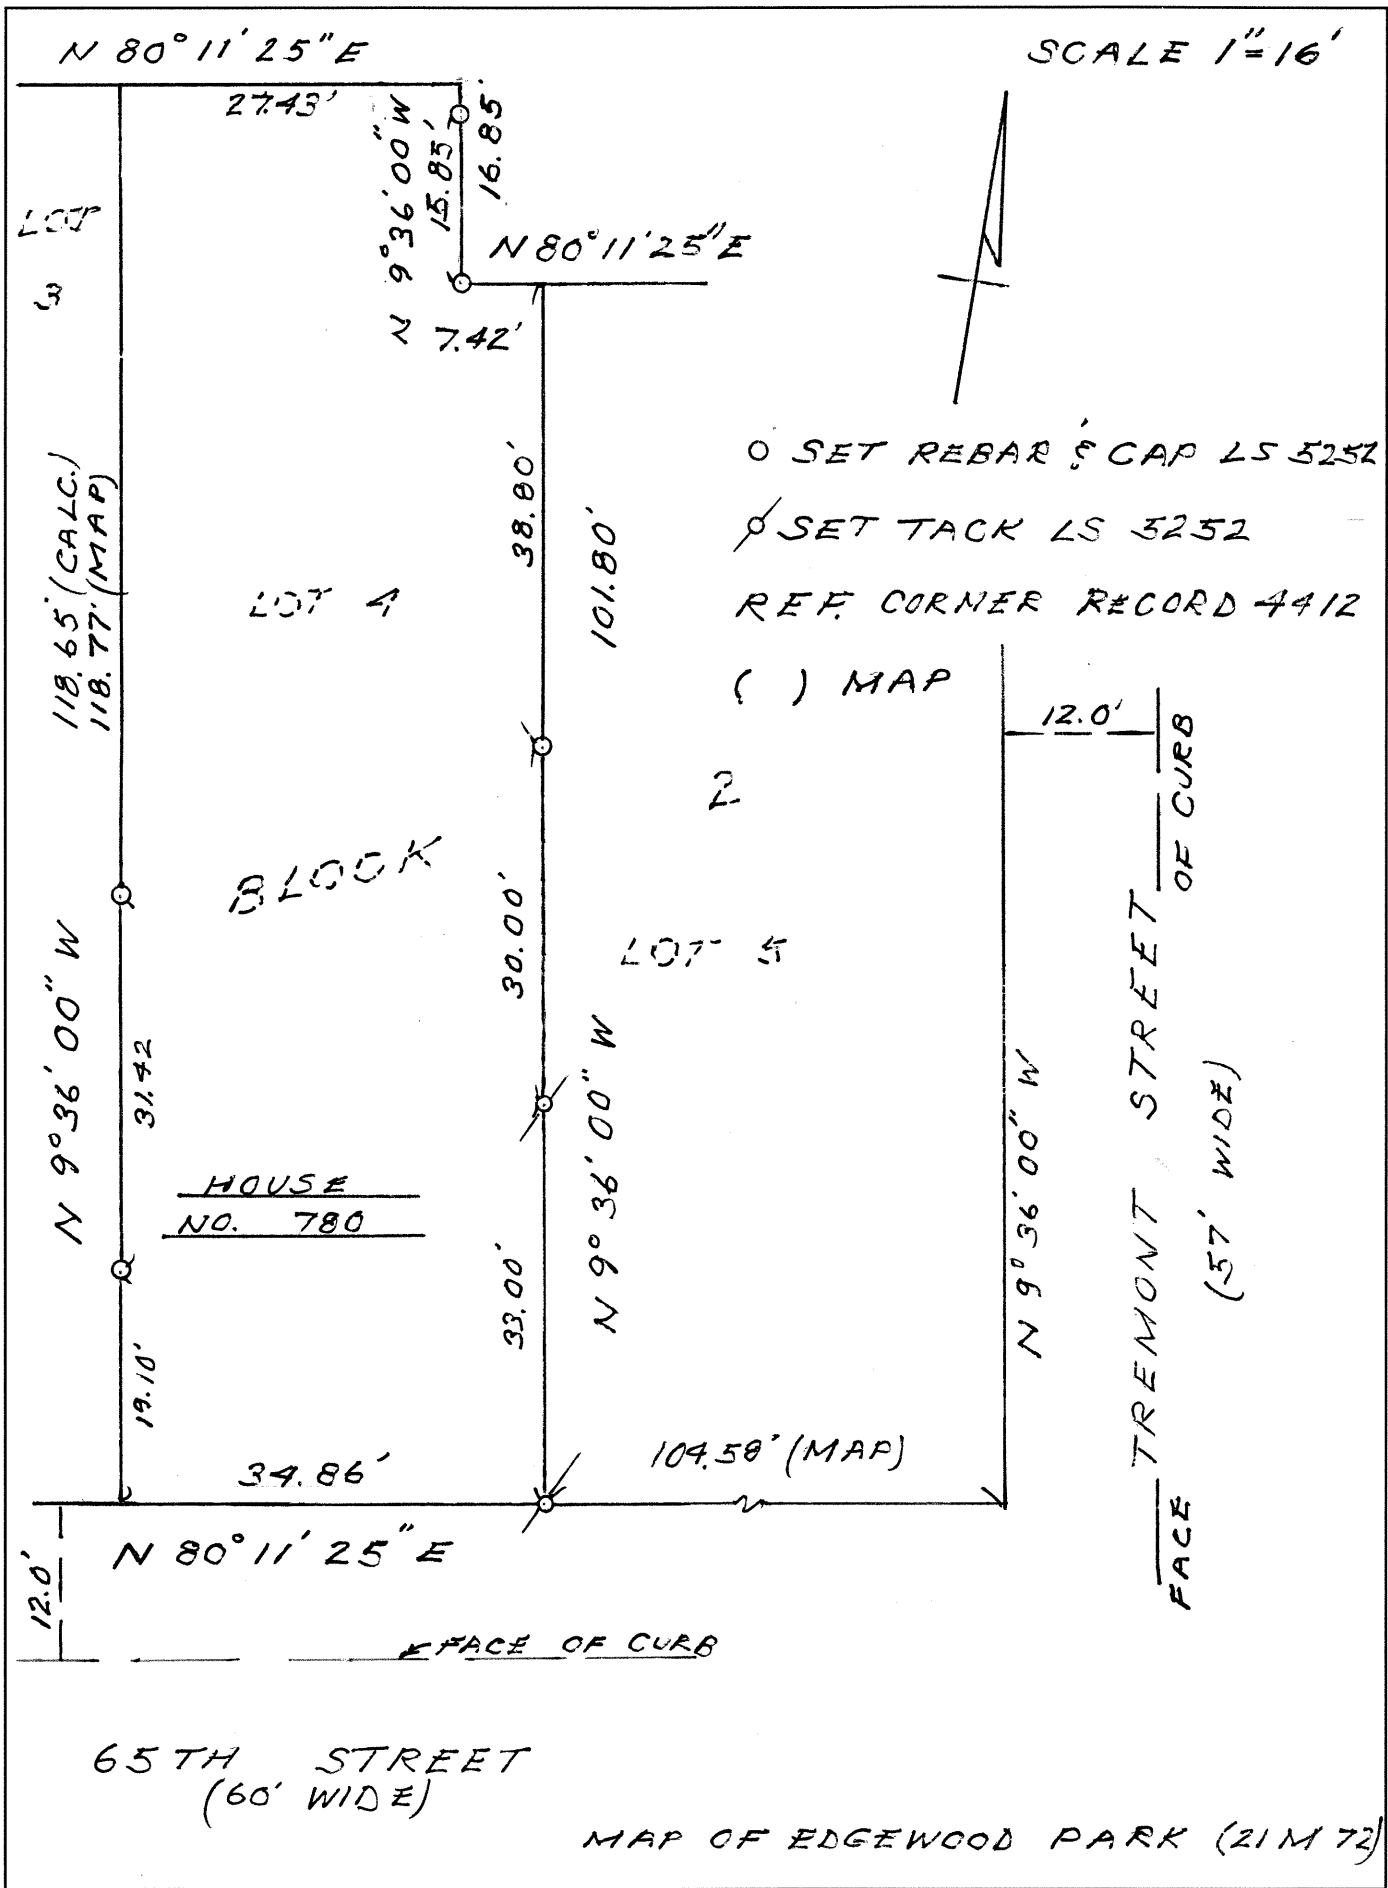 N 80° 11' 25" E
SCALE 1" = 16'
27.43'
N 9° 36' 00" W
15.85'
16.85'
LOT
3
N 80° 11' 25" E
7.42'
118.65' (CALC.)
118.77' (MAP)
38.80'
101.80'
O SET REBAR & CAP LS 5252
SET TACK LS 5252
REF. CORNER RECORD 4412
( ) MAP
LOT 4
12.0'
FACE OF CURB
2
BLOCK
30.00'
LOT 5
N 9° 36' 00" W
31.42
N 9° 36' 00" W
N 9° 36' 00" W
TREMONT STREET
(57' WIDE)
HOUSE
NO. 780
33.00'
19.10'
34.86'
104.58' (MAP)
N 80° 11' 25" E
12.0'
FACE OF CURB
65TH STREET
(60' WIDE)
MAP OF EDGEWOOD PARK (21 M 72)